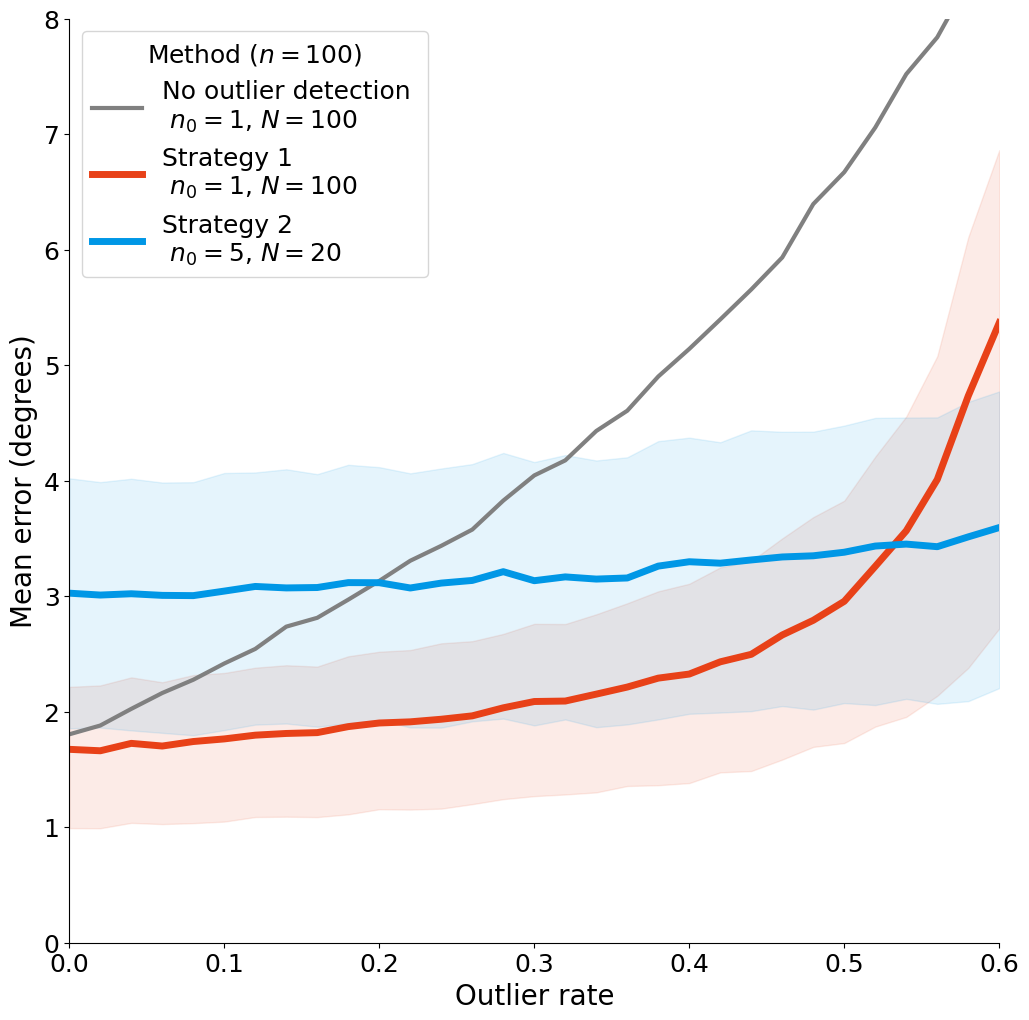 Method (n = 100)
No outlier detection
n₀ = 1, N = 100
Strategy 1
n₀ = 1, N = 100
Strategy 2
n₀ = 5, N = 20
Mean error (degrees)
8
7
6
5
4
3
2
1
0
0.0 0.1 0.2 0.3 0.4 0.5 0.6
Outlier rate